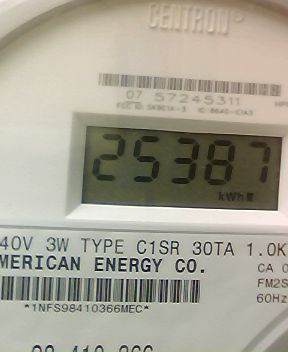 CENTRON®
07 57245311
25387
kWh
40V 3W TYPE C1SR 30TA 1.0K
MERICAN ENERGY CO.
CA 0
FM2S
60Hz
*1NFS98410366MEC*